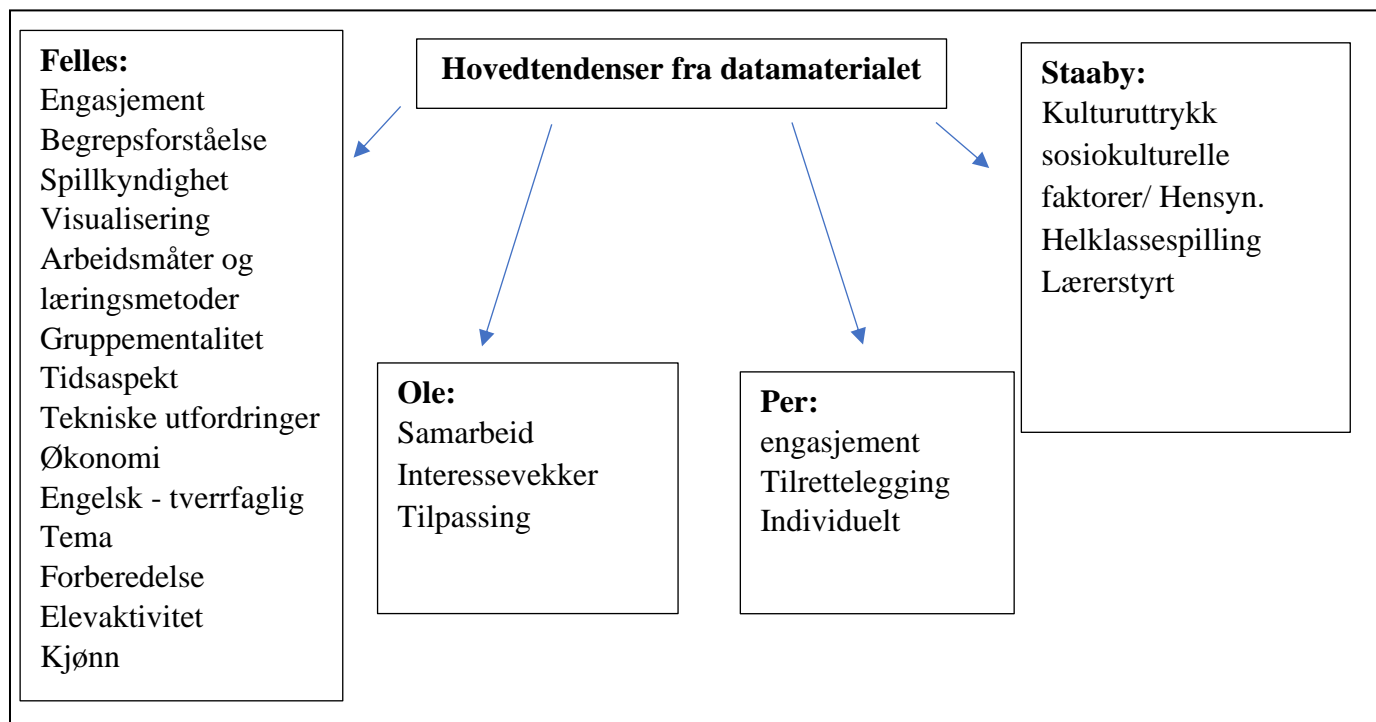 Hovedtendenser fra datamaterialet
Felles:
Engasjement
Begrepsforståelse
Spillkyndighet
Visualisering
Arbeidsmåter og
læringsmetoder
Gruppementalitet
Tidsaspekt
Tekniske utfordringer
Økonomi
Engelsk - tverrfaglig
Tema
Forberedelse
Elevaktivitet
Kjønn
Ole:
Samarbeid
Interessevekker
Tilpassing
Per:
engasjement
Tilrettelegging
Individuelt
Staaby:
Kulturuttrykk
sosiokulturelle
faktorer/ Hensyn.
Helklassespilling
Lærerstyrt